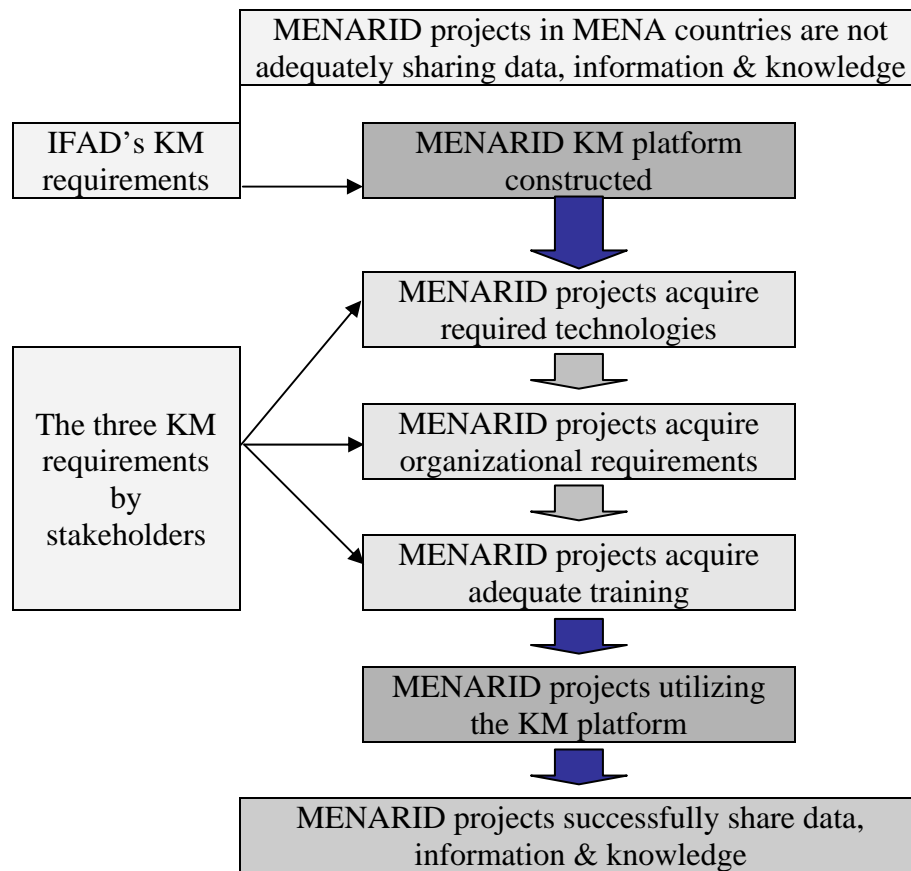 MENARID projects in MENA countries are not
adequately sharing data, information & knowledge
IFAD’s KM
requirements
MENARID KM platform
constructed
MENARID projects acquire
required technologies
The three KM
requirements
by
stakeholders
MENARID projects acquire
organizational requirements
MENARID projects acquire
adequate training
MENARID projects utilizing
the KM platform
MENARID projects successfully share data,
information & knowledge